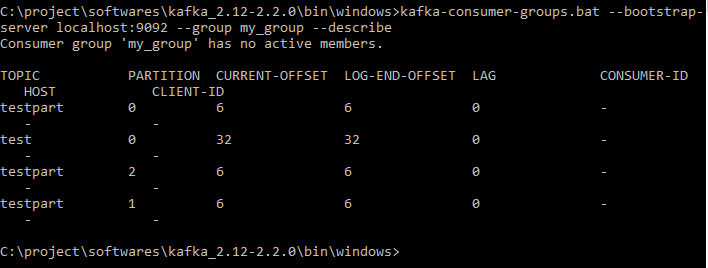 C:\project\softwares\kafka_2.12-2.2.0\bin\windows>kafka-consumer-groups.bat --bootstrap-
server localhost:9092 --group my_group --describe
Consumer group 'my_group' has no active members.
TOPIC           PARTITION  CURRENT-OFFSET  LOG-END-OFFSET  LAG             CONSUMER-ID
   HOST            CLIENT-ID
testpart        0          6               6               0               -
   -               -
test            0          32              32              0               -
   -               -
testpart        2          6               6               0               -
   -               -
testpart        1          6               6               0               -
   -               -
C:\project\softwares\kafka_2.12-2.2.0\bin\windows>